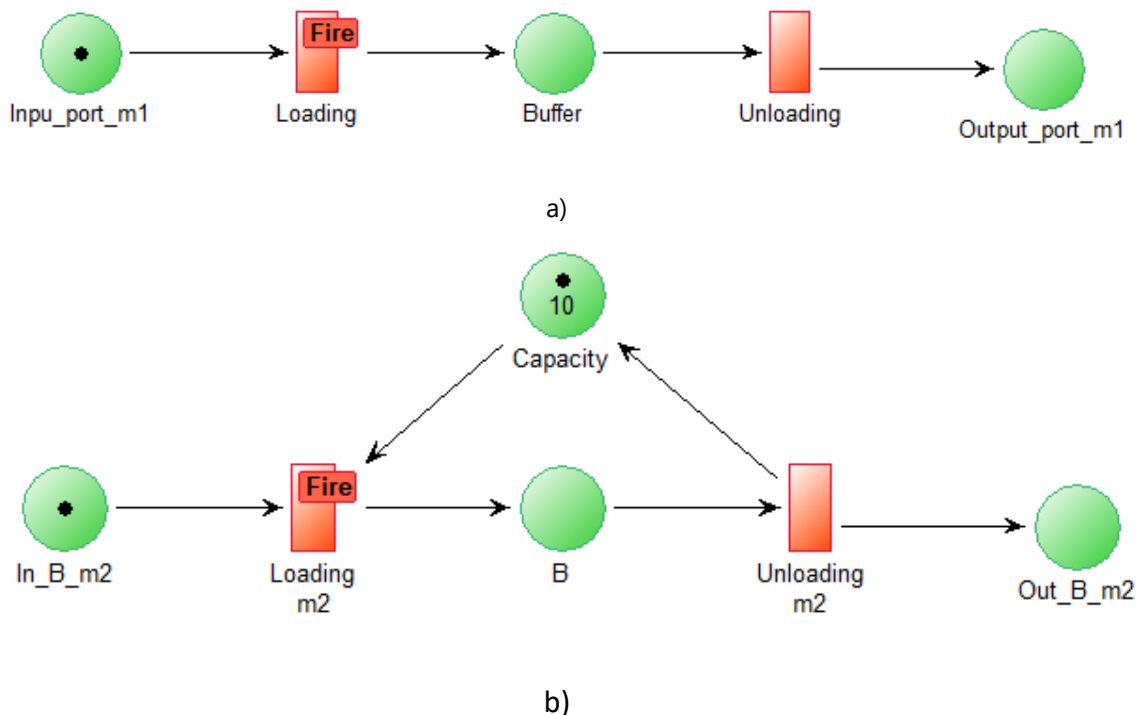 Fire
Inpu_port_m1
Loading
Buffer
Unloading
Output_port_m1
a)
10
Capacity
Fire
In_B_m2
Loading
m2
B
Unloading
m2
Out_B_m2
b)